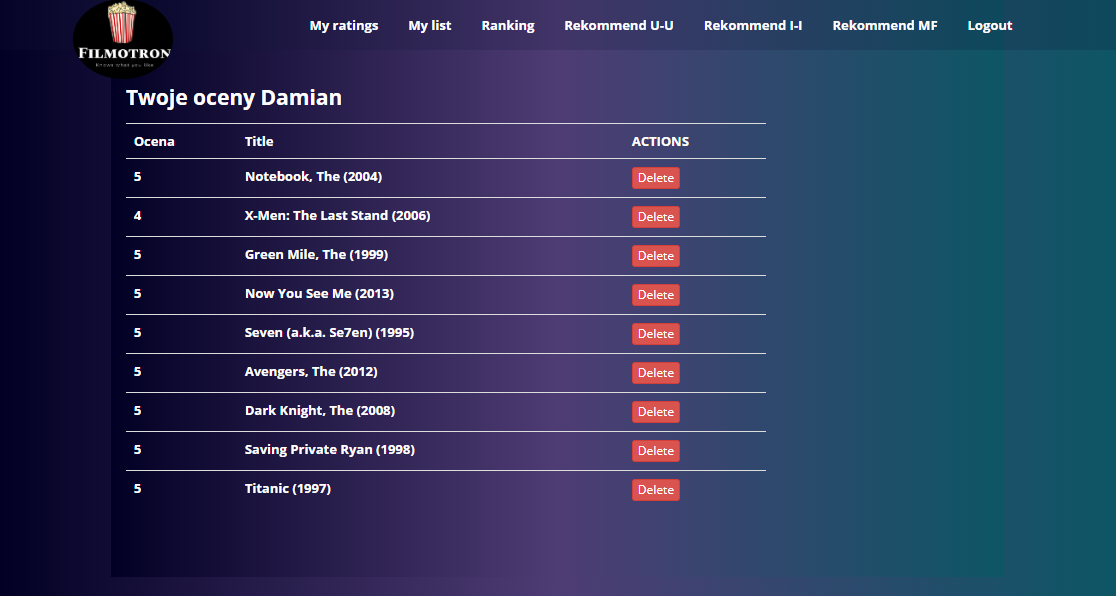 My ratings My list Ranking Rekommend U-U Rekommend I-I Rekommend MF Logout
FILMOTRON
Knows what you like
Twoje oceny Damian
Ocena Title ACTIONS
5 Notebook, The (2004) Delete
4 X-Men: The Last Stand (2006) Delete
5 Green Mile, The (1999) Delete
5 Now You See Me (2013) Delete
5 Seven (a.k.a. Se7en) (1995) Delete
5 Avengers, The (2012) Delete
5 Dark Knight, The (2008) Delete
5 Saving Private Ryan (1998) Delete
5 Titanic (1997) Delete